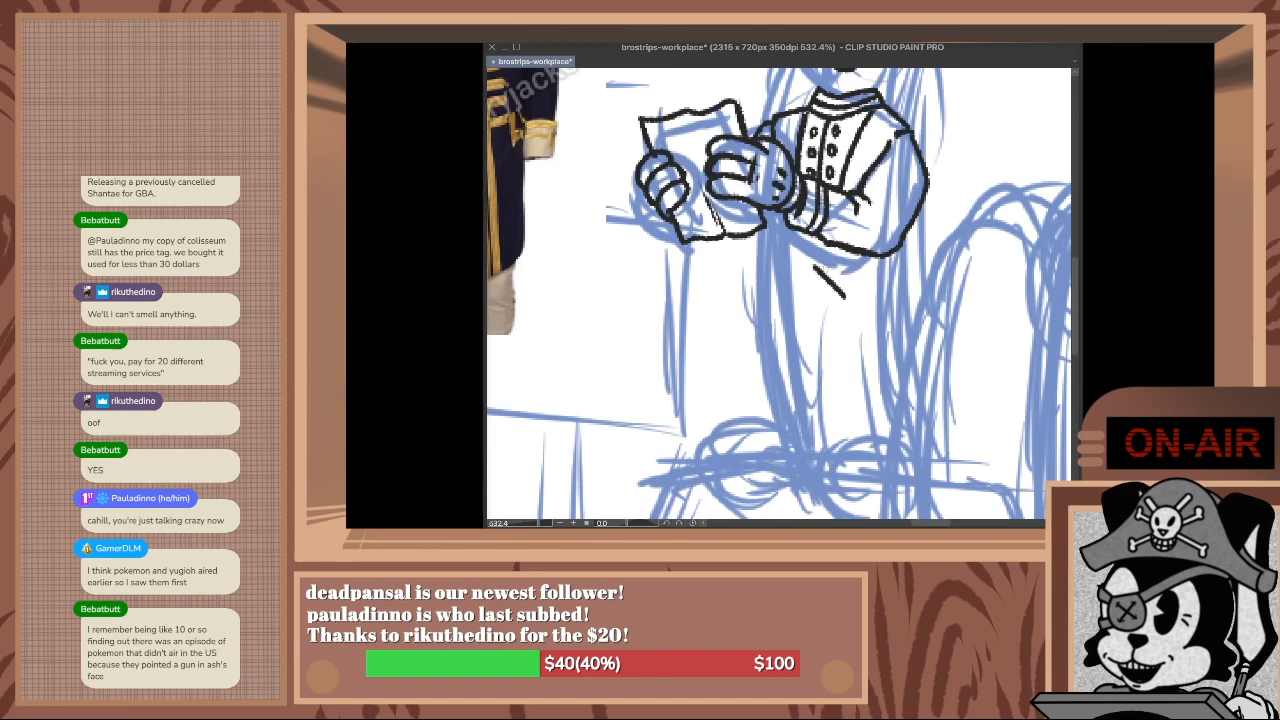 Releasing a previously cancelled
Shantae for GBA.
Bebatbutt
@Pauladinno my copy of colisseum
still has the price tag. we bought it
used for less than 30 dollars
rikuthedino
We'll I can't smell anything.
Bebatbutt
"fuck you, pay for 20 different
streaming services"
rikuthedino
oof
Bebatbutt
YES
1ST Pauladinno (he/him)
cahill, you're just talking crazy now
GamerDLM
I think pokemon and yugioh aired
earlier so I saw them first
Bebatbutt
I remember being like 10 or so
finding out there was an episode of
pokemon that didn't air in the US
because they pointed a gun in ash's
face
brostrips-workplace* (2315 x 720px 350dpi 532.4%) - CLIP STUDIO PAINT PRO
brostrips-workplace*
532.4
0.0
ON-AIR
deadpansal is our newest follower!
pauladinno is who last subbed!
Thanks to rikuthedino for the $20!
$40(40%)
$100